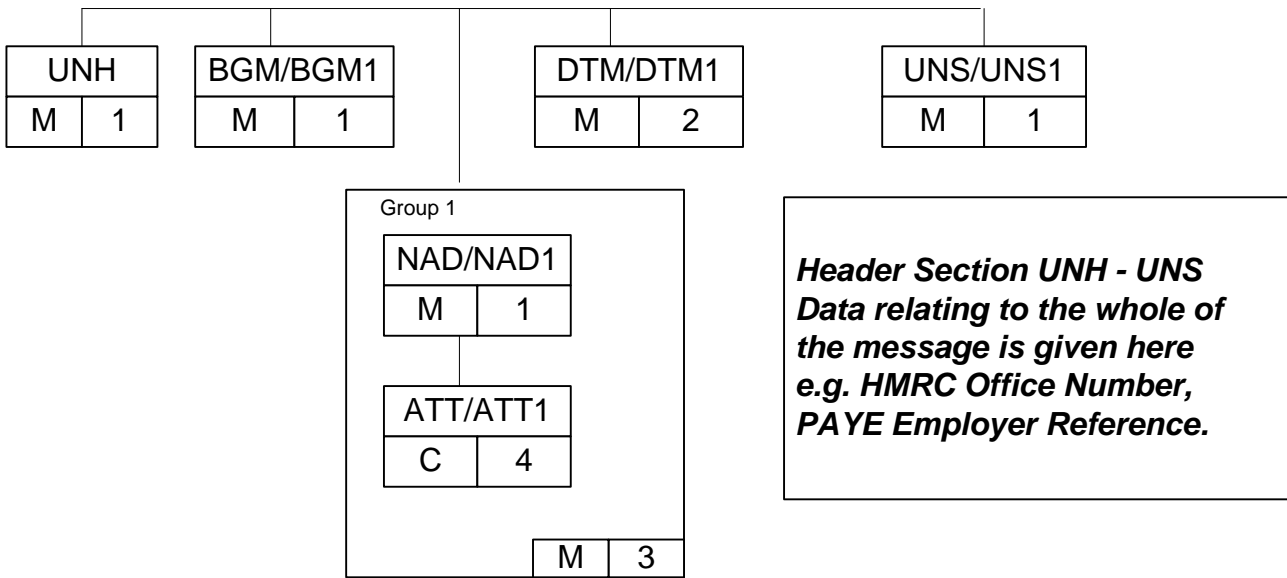 UNH
M 1
BGM/BGM1
M 1
DTM/DTM1
M 2
UNS/UNS1
M 1
Group 1
NAD/NAD1
M 1
ATT/ATT1
C 4
M 3
Header Section UNH - UNS
Data relating to the whole of
the message is given here
e.g. HMRC Office Number,
PAYE Employer Reference.